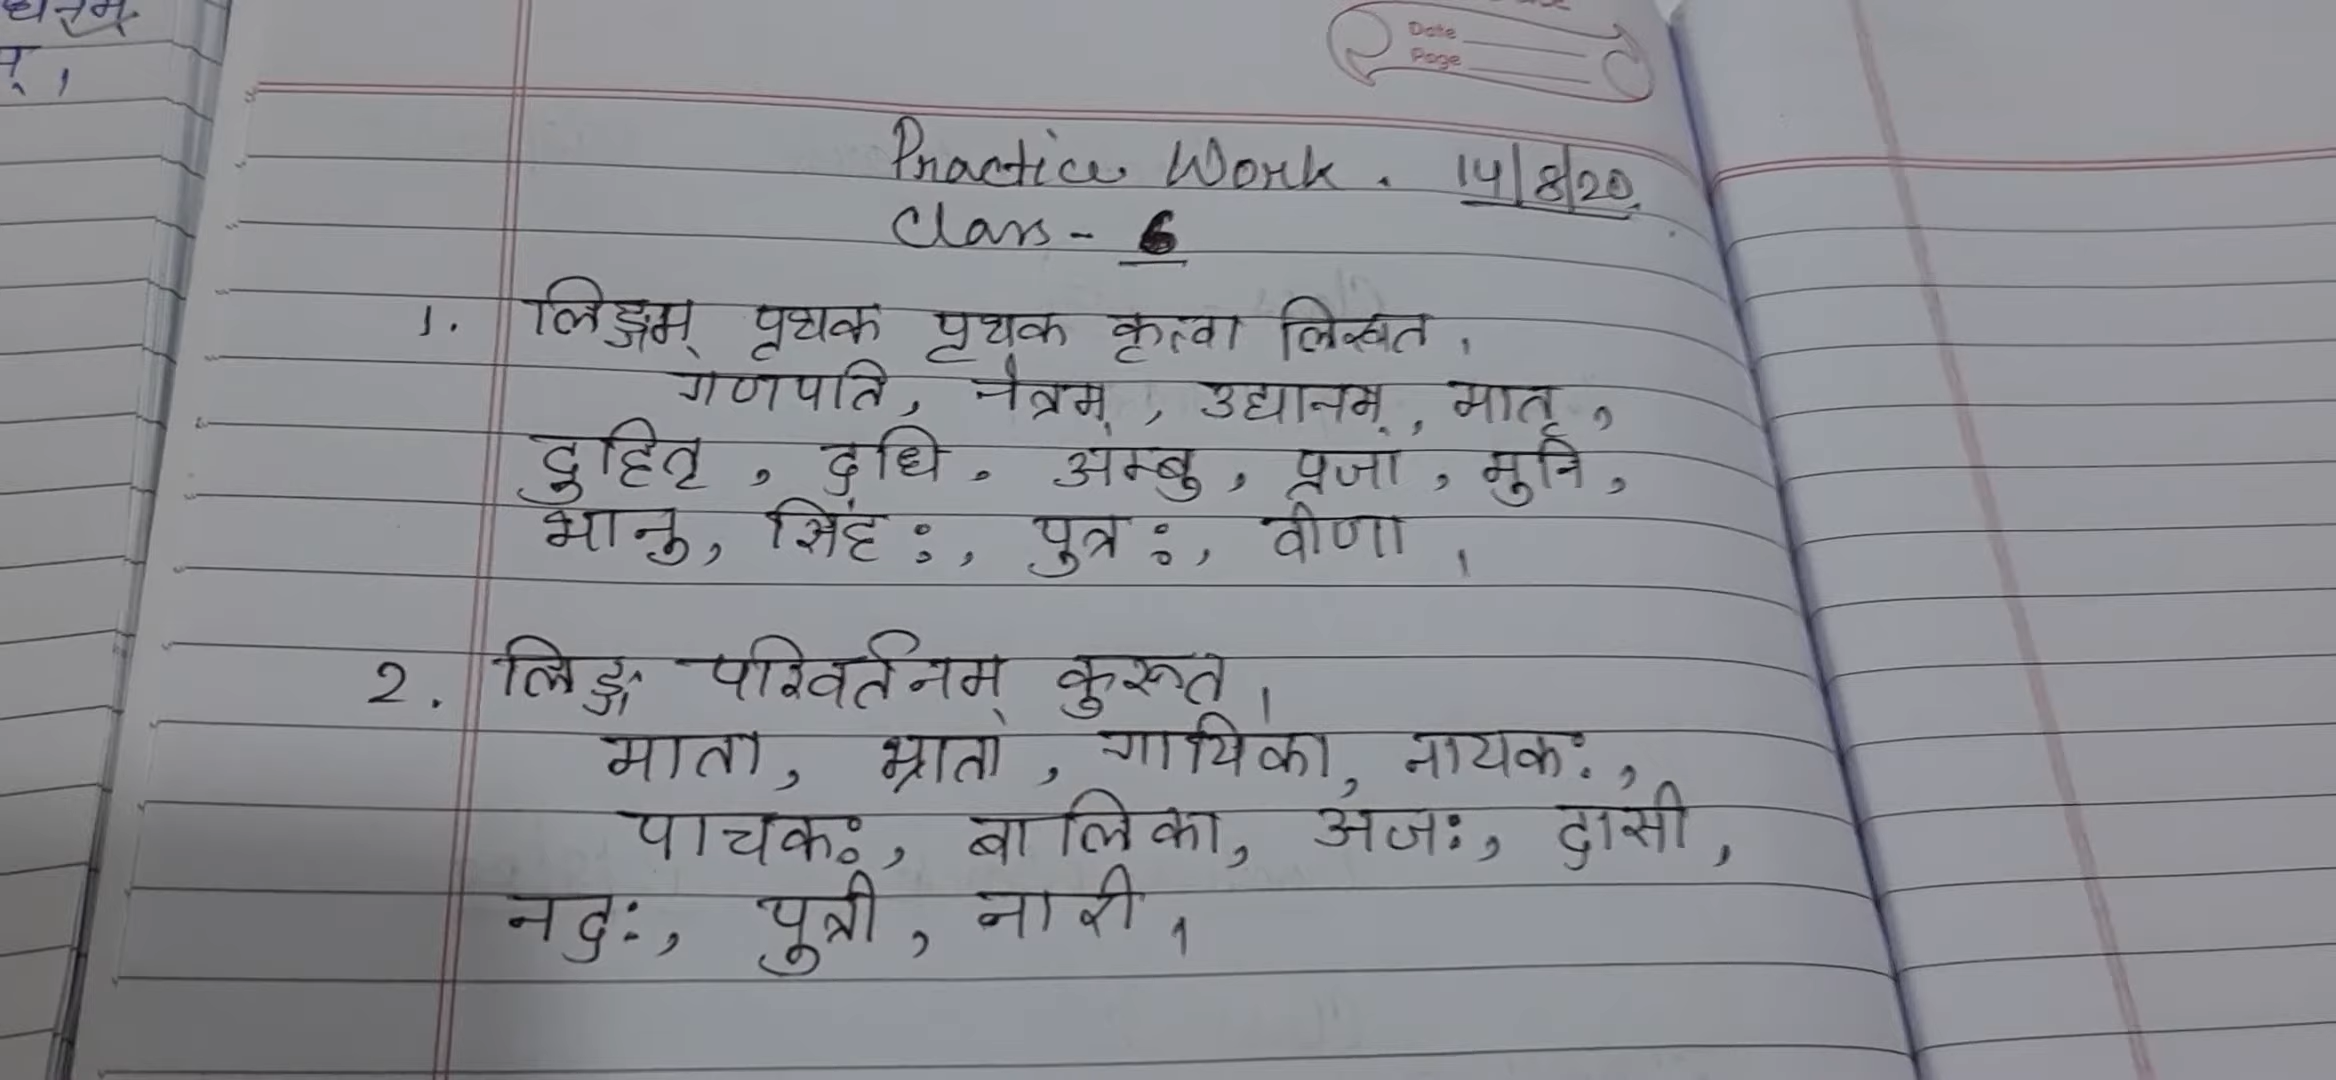 धनम्
Date
Page
Practice Work. 14/8/20.
Class - 6
1. लिङ्गम् पृथक पृथक कृत्वा लिखत।
गणपति, नेत्रम्, उद्यानम्, मातृ,
दुहितृ, दधि, अम्बु, प्रजा, मुनि,
भानु, सिंहः, पुत्रः, वीणा।
2. लिङ्ग परिवर्तनम् कुरूत।
माता, भ्राता, गायिका, नायकः,
पाचकः, बालिका, अजः, दासी,
नदः, पुत्री, नारी।